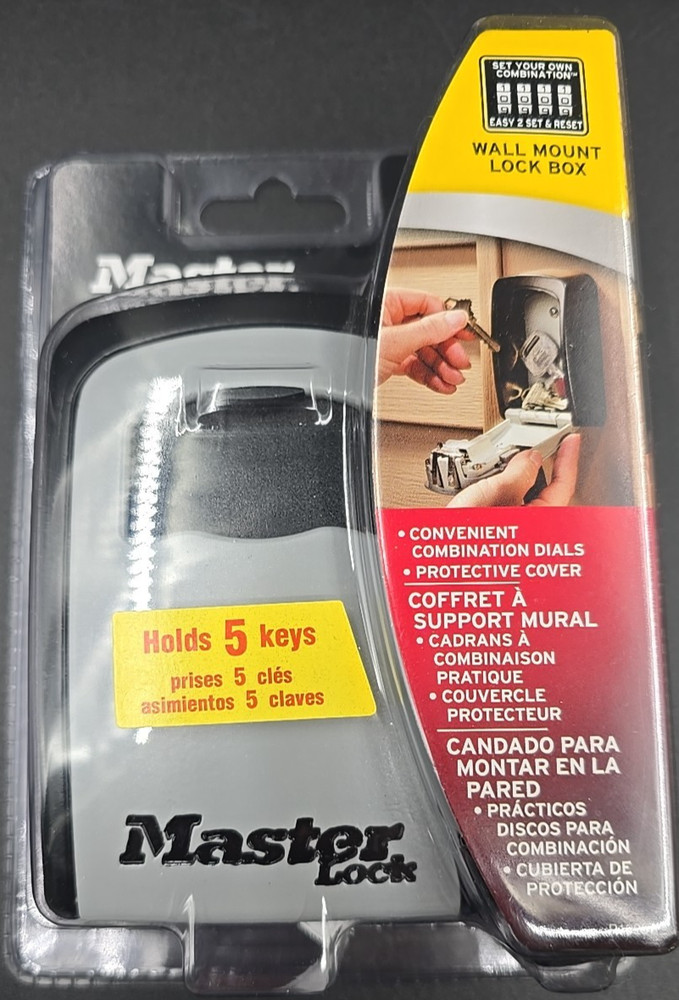 SET YOUR OWN
COMBINATION™
EASY 2 SET & RESET
WALL MOUNT
LOCK BOX
Master
• CONVENIENT
COMBINATION DIALS
• PROTECTIVE COVER
COFFRET À
SUPPORT MURAL
• CADRANS À
COMBINAISON
PRATIQUE
• COUVERCLE
PROTECTEUR
CANDADO PARA
MONTAR EN LA
PARED
• PRÁCTICOS
DISCOS PARA
COMBINACIÓN
• CUBIERTA DE
PROTECCIÓN
Holds 5 keys
prises 5 clés
asimientos 5 claves
Master
Lock